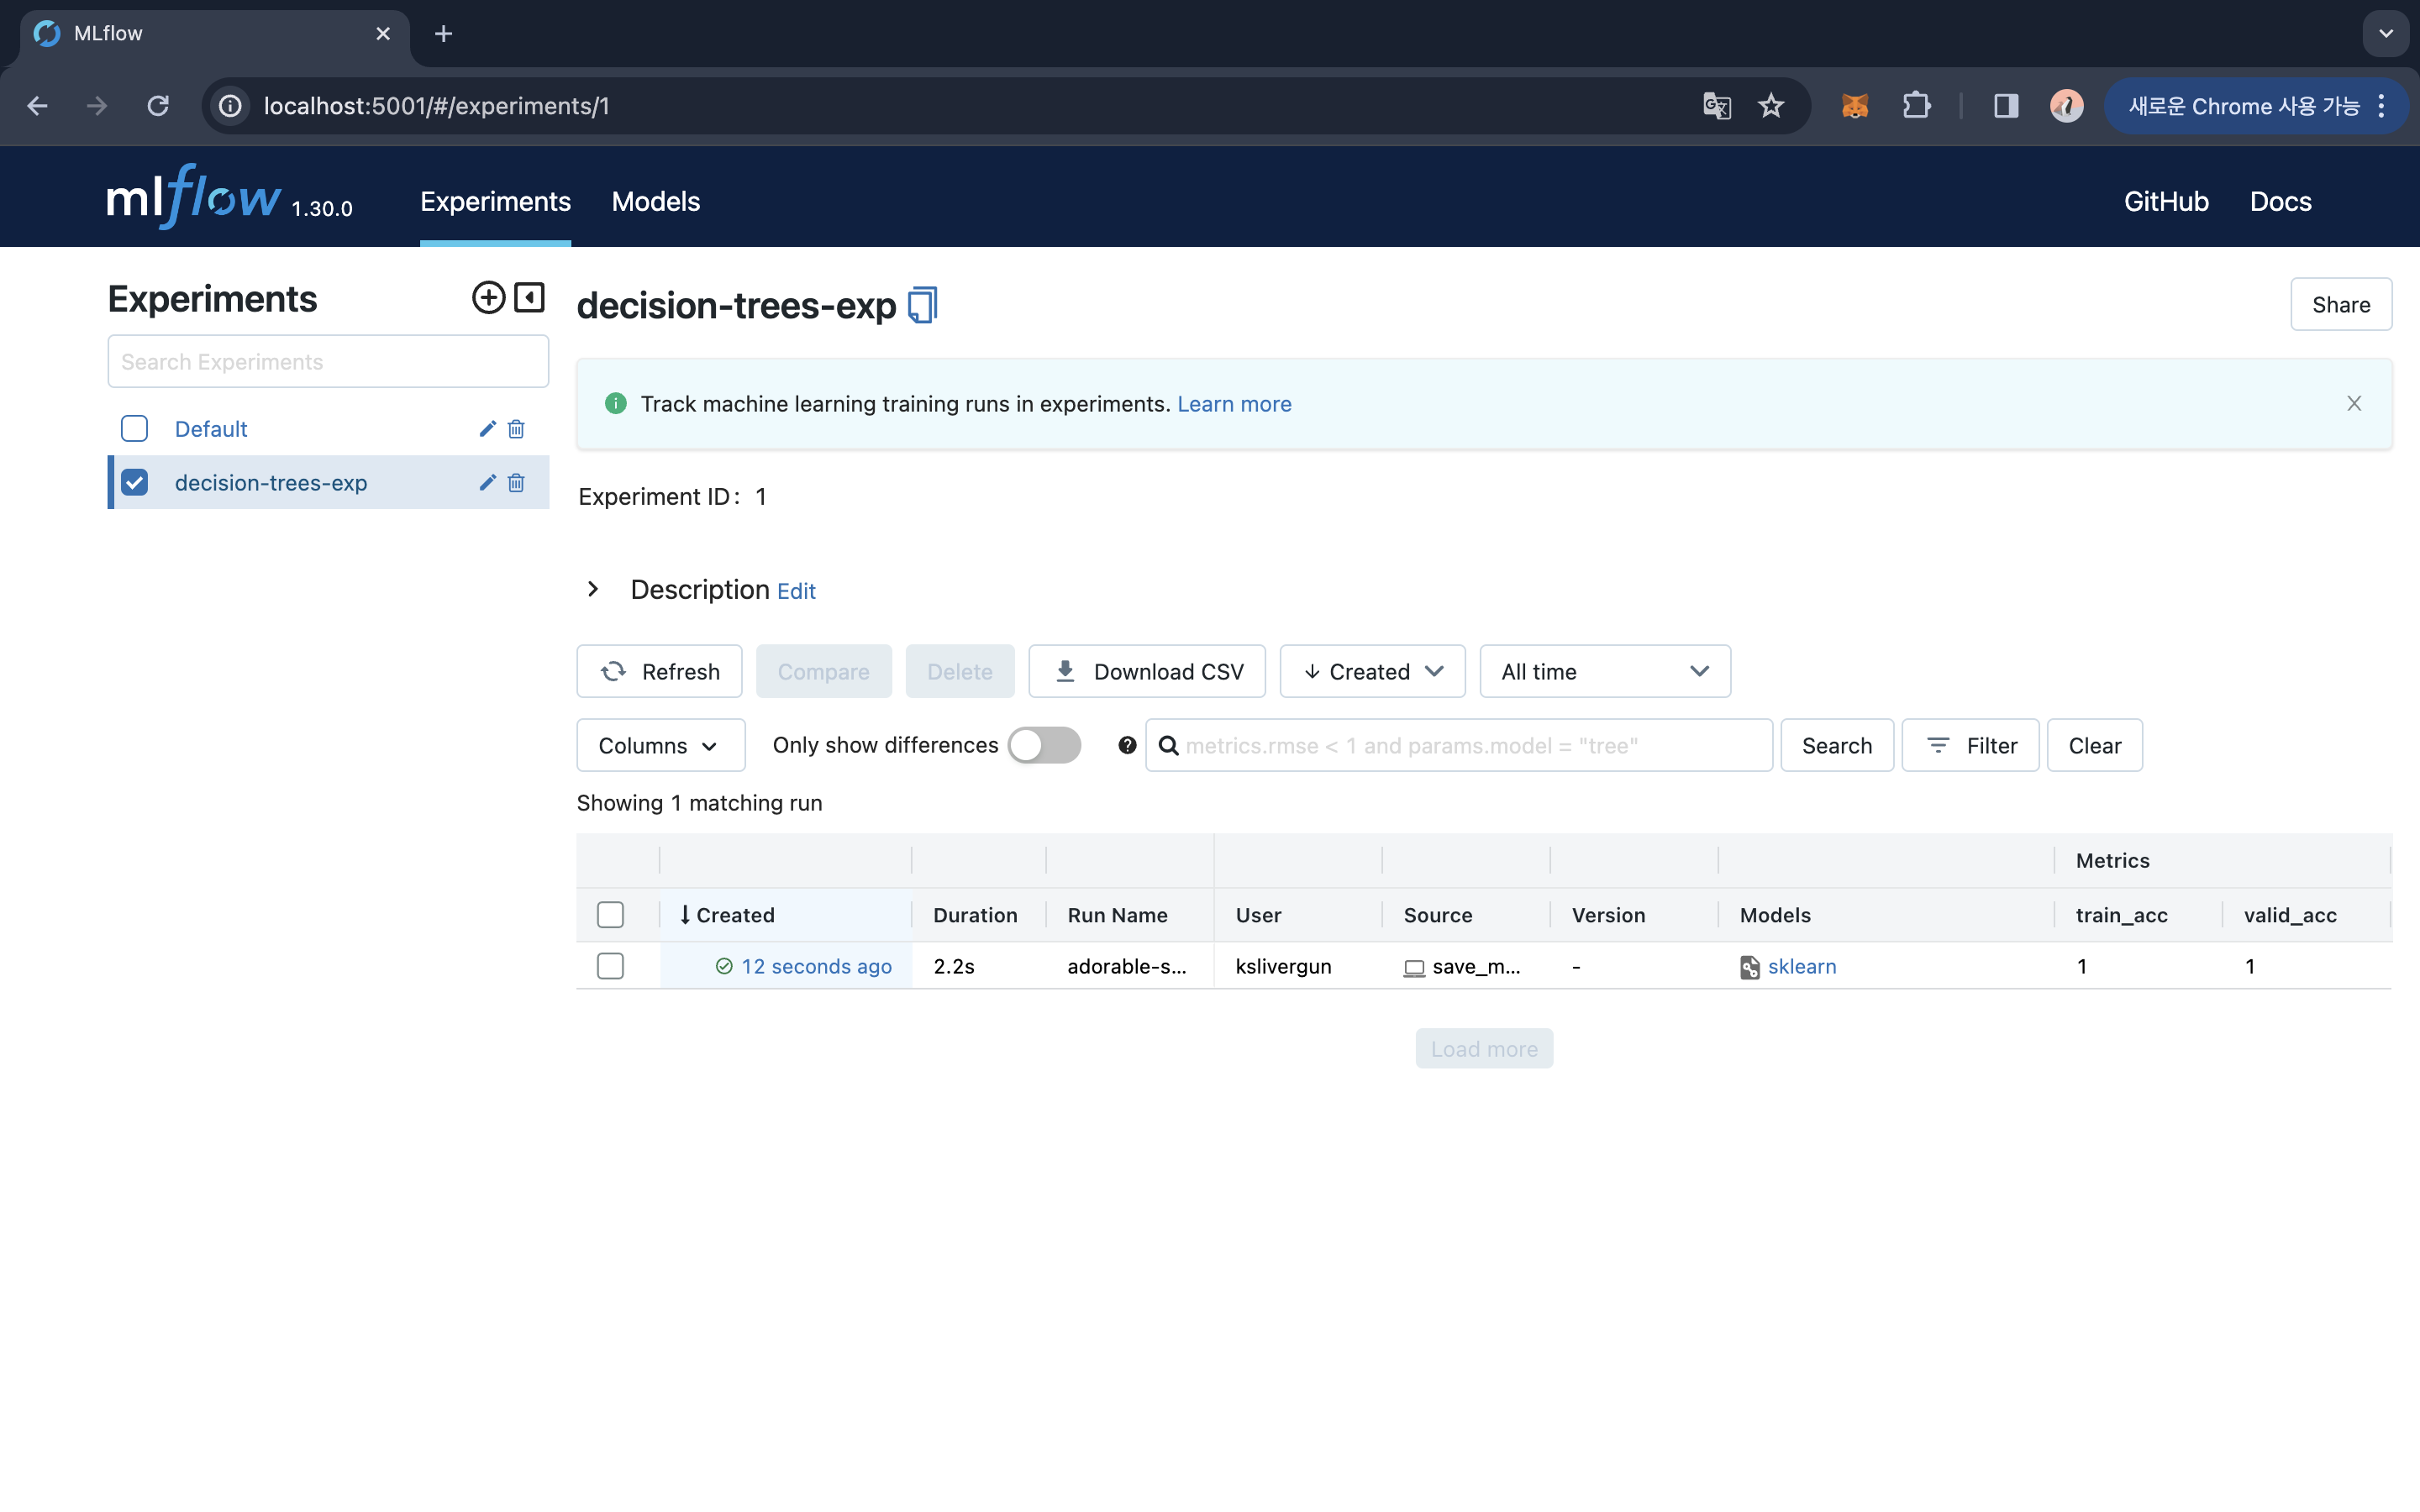 MLflow
localhost:5001/#/experiments/1
새로운 Chrome 사용 가능
mlflow 1.30.0
Experiments
Models
GitHub
Docs
Experiments
Search Experiments
Default
decision-trees-exp
decision-trees-exp
Share
Track machine learning training runs in experiments. Learn more
Experiment ID: 1
Description Edit
Refresh
Compare
Delete
Download CSV
Created
All time
Columns
Only show differences
metrics.rmse < 1 and params.model = "tree"
Search
Filter
Clear
Showing 1 matching run
Metrics
Created Duration Run Name User Source Version Models train_acc valid_acc
12 seconds ago 2.2s adorable-s... kslivergun save_m... - sklearn 1 1
Load more